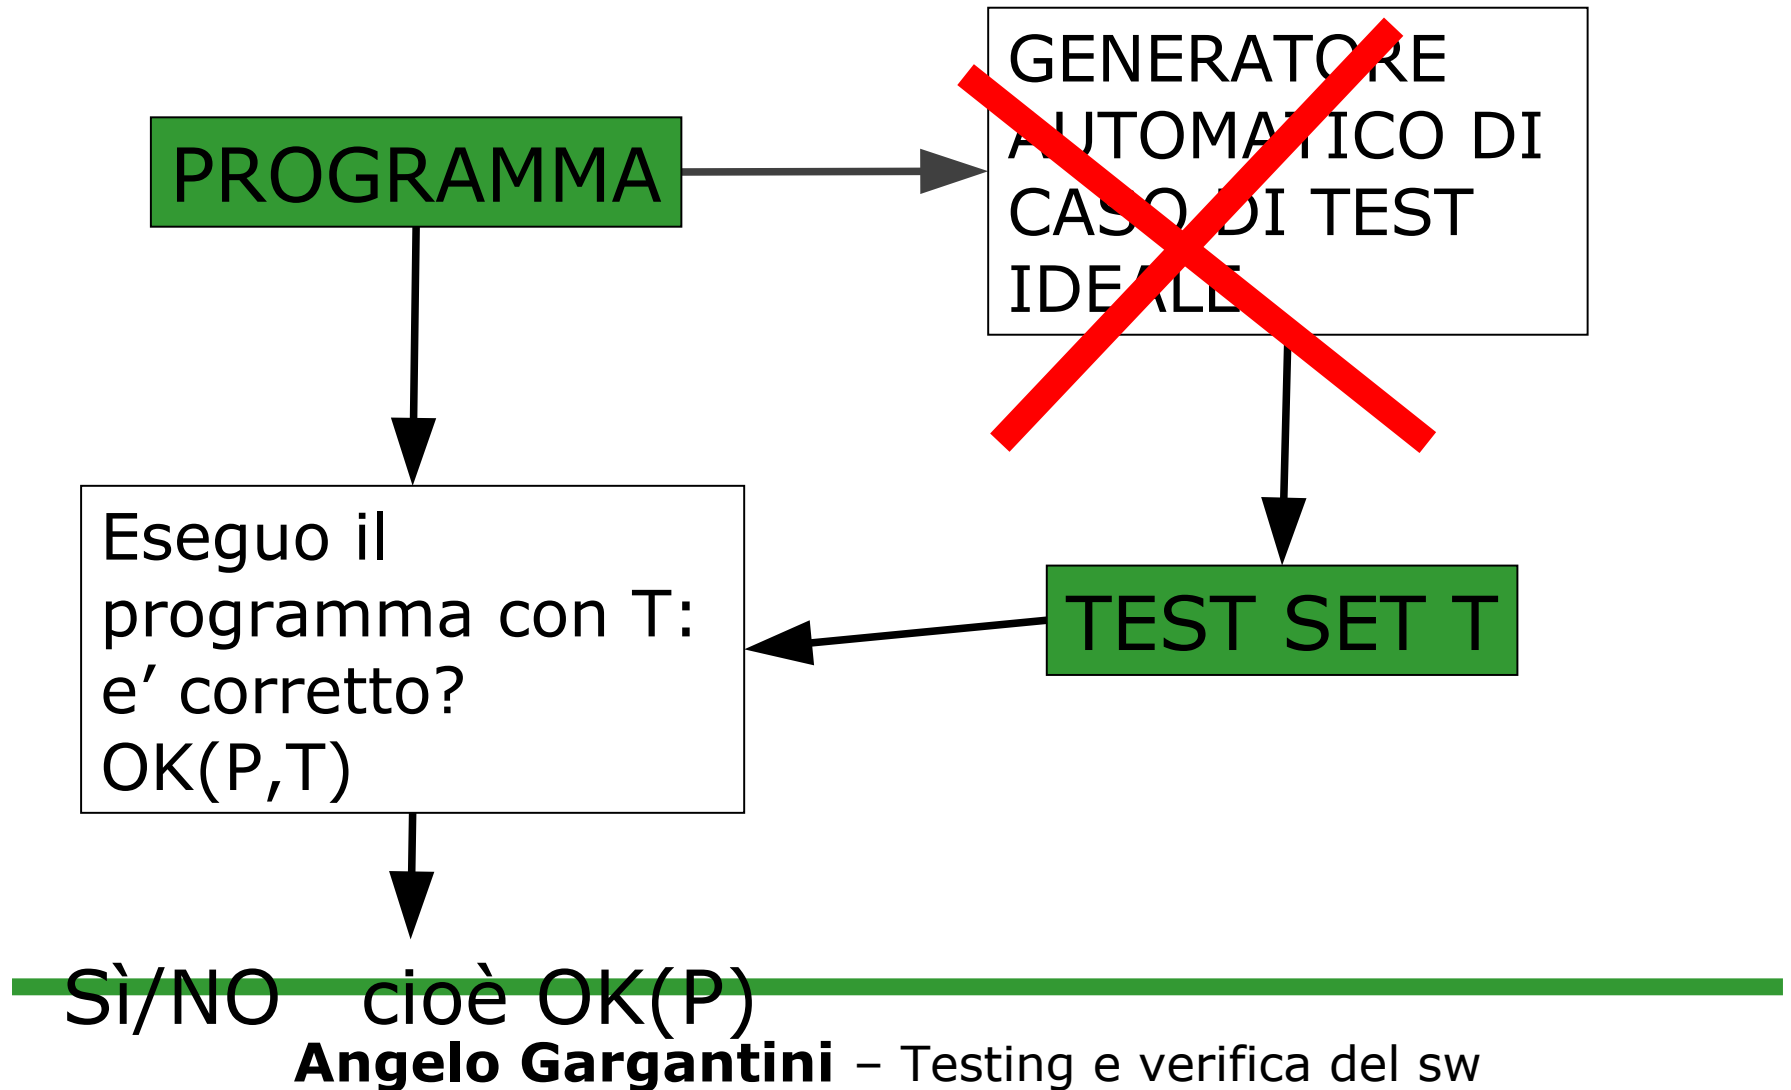 PROGRAMMA
GENERATORE
AUTOMATICO DI
CASO DI TEST
IDEALE
Eseguo il
programma con T:
e’ corretto?
OK(P,T)
TEST SET T
Sì/NO cioè OK(P)
Angelo Gargantini – Testing e verifica del sw